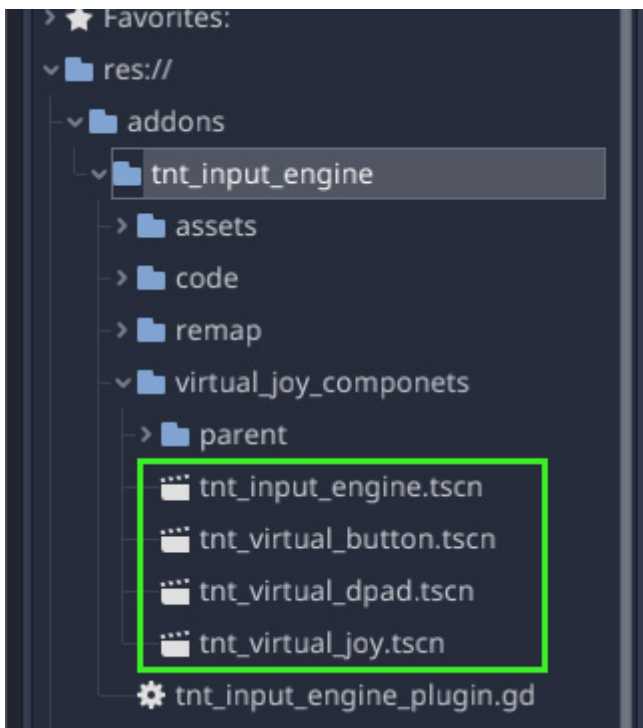 Favorites:
res://
addons
tnt_input_engine
assets
code
remap
virtual_joy_componets
parent
tnt_input_engine.tscn
tnt_virtual_button.tscn
tnt_virtual_dpad.tscn
tnt_virtual_joy.tscn
tnt_input_engine_plugin.gd